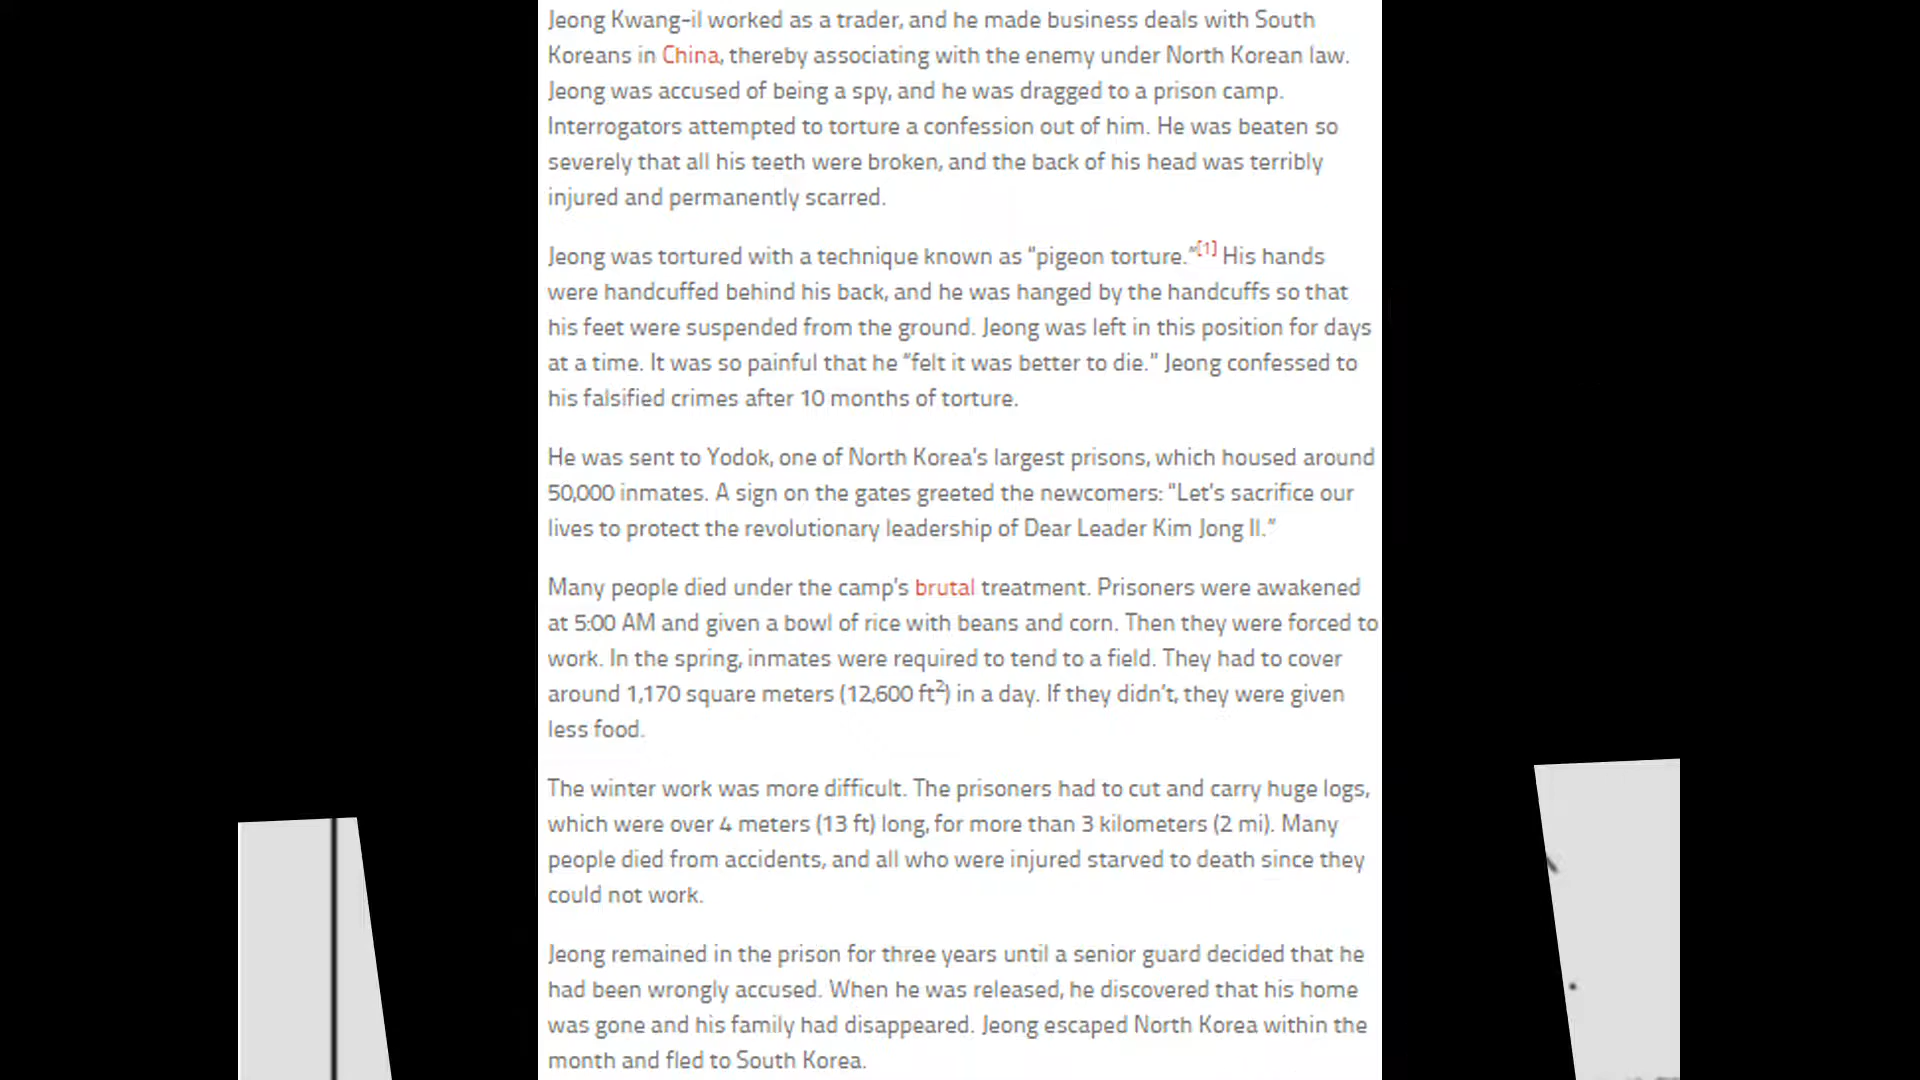 Jeong Kwang-il worked as a trader, and he made business deals with South
Koreans in China, thereby associating with the enemy under North Korean law.
Jeong was accused of being a spy, and he was dragged to a prison camp.
Interrogators attempted to torture a confession out of him. He was beaten so
severely that all his teeth were broken, and the back of his head was terribly
injured and permanently scarred.
Jeong was tortured with a technique known as “pigeon torture.”[1] His hands
were handcuffed behind his back, and he was hanged by the handcuffs so that
his feet were suspended from the ground. Jeong was left in this position for days
at a time. It was so painful that he “felt it was better to die.” Jeong confessed to
his falsified crimes after 10 months of torture.
He was sent to Yodok, one of North Korea’s largest prisons, which housed around
50,000 inmates. A sign on the gates greeted the newcomers: “Let’s sacrifice our
lives to protect the revolutionary leadership of Dear Leader Kim Jong Il.”
Many people died under the camp’s brutal treatment. Prisoners were awakened
at 5:00 AM and given a bowl of rice with beans and corn. Then they were forced to
work. In the spring, inmates were required to tend to a field. They had to cover
around 1,170 square meters (12,600 ft²) in a day. If they didn’t, they were given
less food.
The winter work was more difficult. The prisoners had to cut and carry huge logs,
which were over 4 meters (13 ft) long, for more than 3 kilometers (2 mi). Many
people died from accidents, and all who were injured starved to death since they
could not work.
Jeong remained in the prison for three years until a senior guard decided that he
had been wrongly accused. When he was released, he discovered that his home
was gone and his family had disappeared. Jeong escaped North Korea within the
month and fled to South Korea.